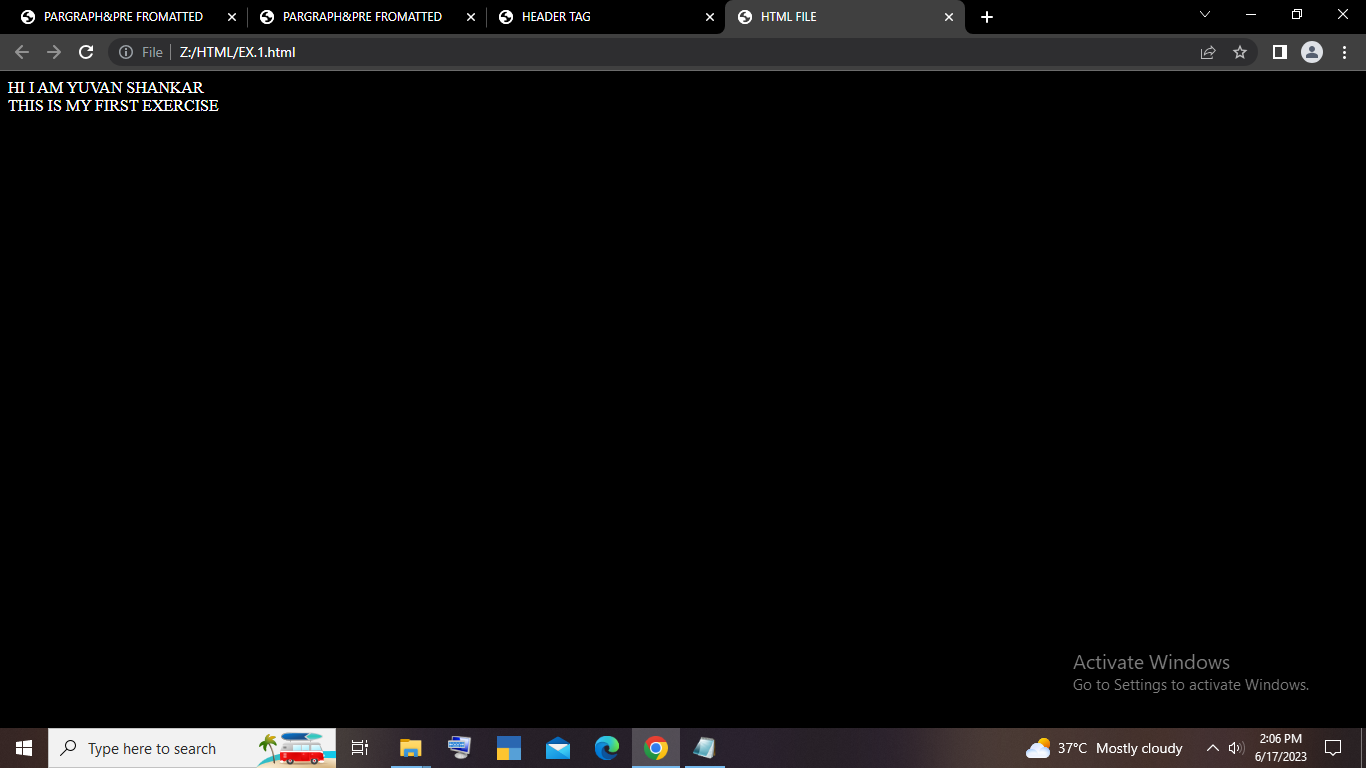 PARGRAPH&PRE FROMATTED
PARGRAPH&PRE FROMATTED
HEADER TAG
HTML FILE
File
Z:/HTML/EX.1.html
HI I AM YUVAN SHANKAR
THIS IS MY FIRST EXERCISE
Activate Windows
Go to Settings to activate Windows.
Type here to search
37°C Mostly cloudy
2:06 PM
6/17/2023